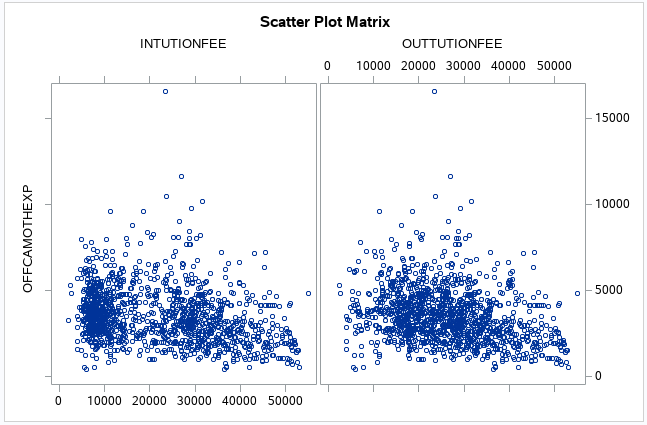 Scatter Plot Matrix
INTUTIONFEE OUTTUTIONFEE
0 10000 20000 30000 40000 50000
OFFCAMOTHEXP
15000
10000
5000
0
0 10000 20000 30000 40000 50000